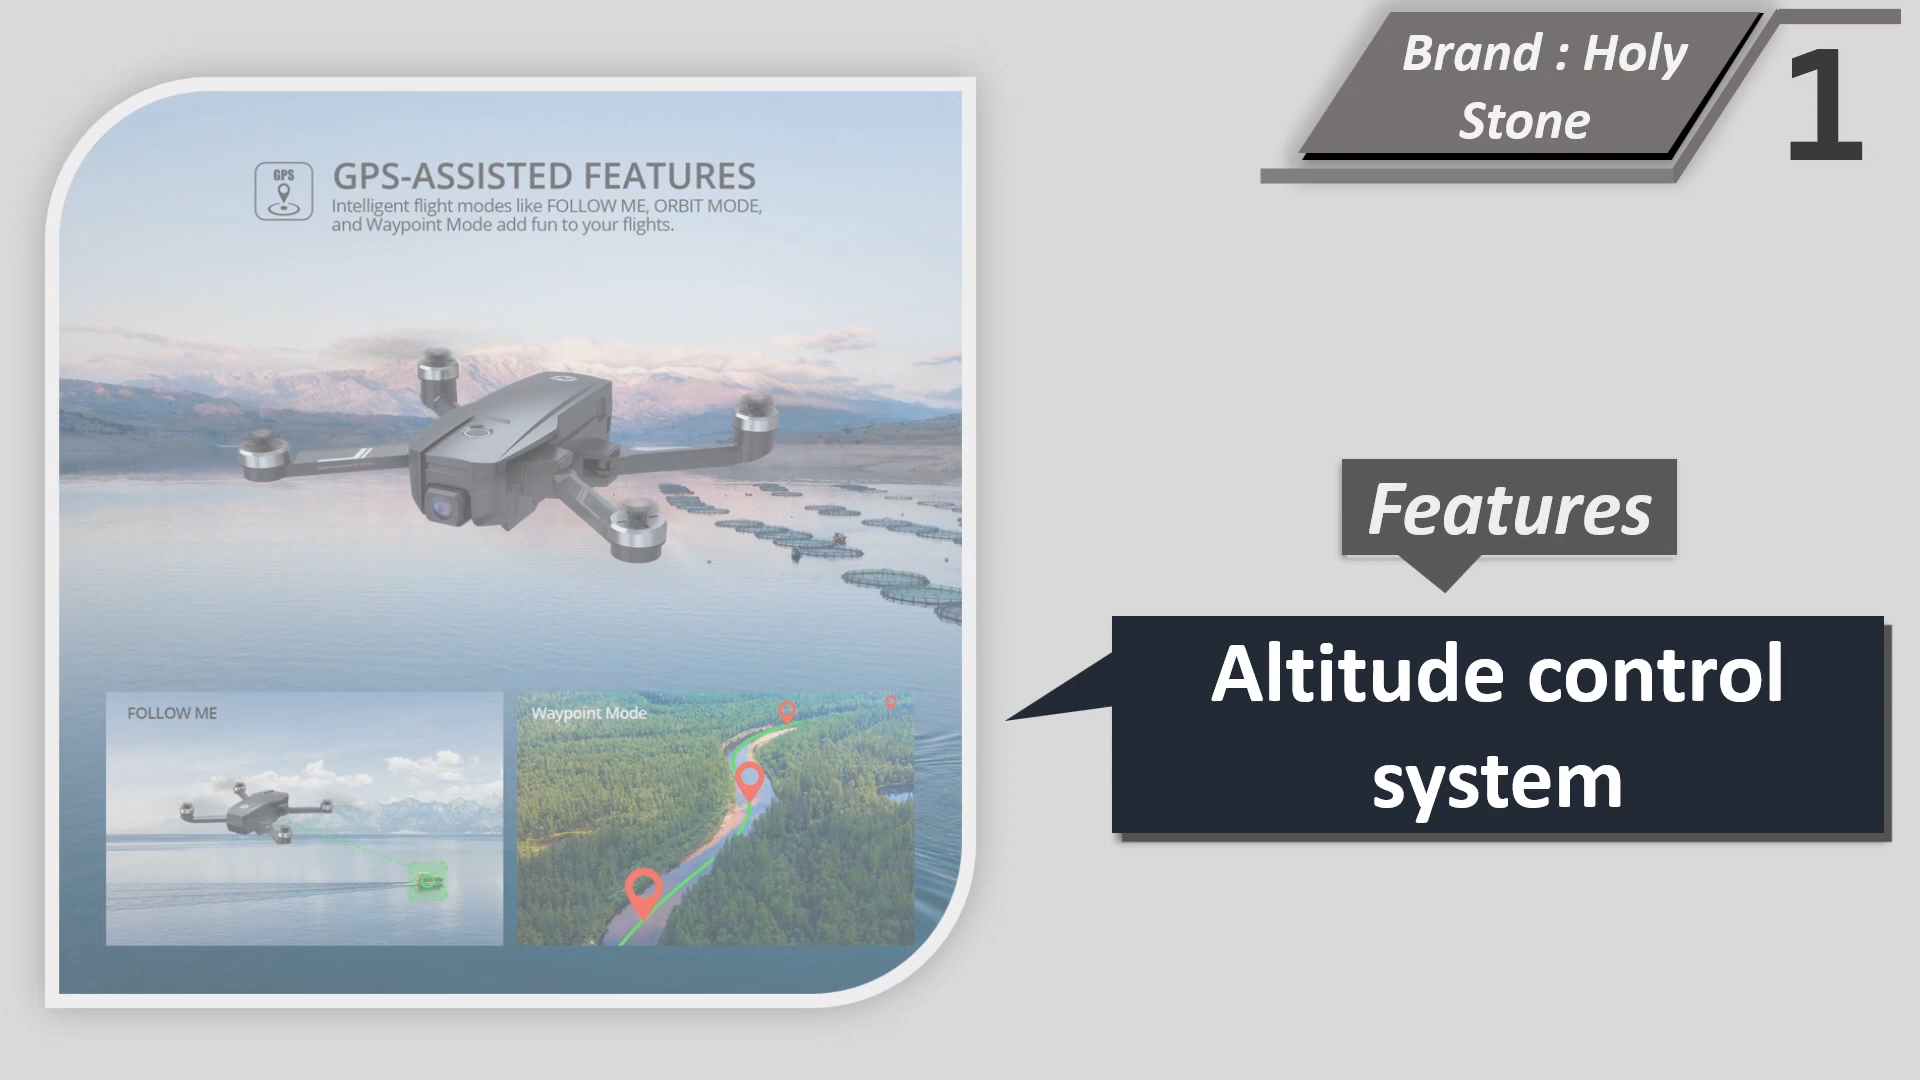 Brand : Holy
Stone
1
GPS
GPS-ASSISTED FEATURES
Intelligent flight modes like FOLLOW ME, ORBIT MODE,
and Waypoint Mode add fun to your flights.
Features
Altitude control
system
FOLLOW ME
Waypoint Mode